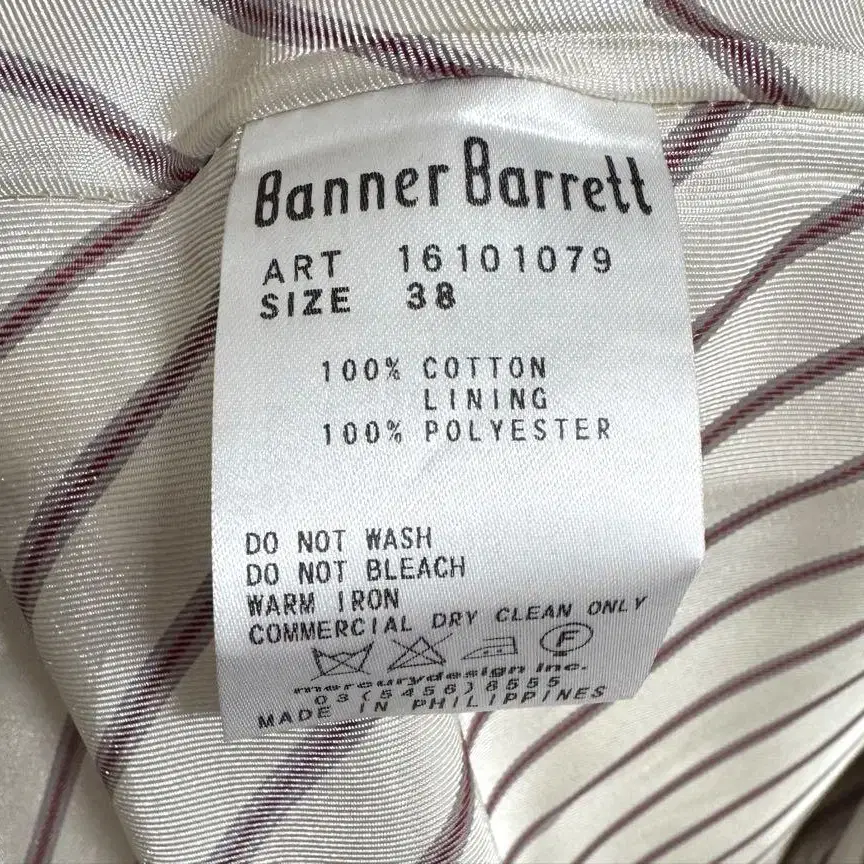 Banner Barrett
ART 16101079
SIZE 38
100% COTTON
LINING
100% POLYESTER
DO NOT WASH
DO NOT BLEACH
WARM IRON
COMMERCIAL DRY CLEAN ONLY
F
mercurydesign inc.
03(5456)8555
MADE IN PHILIPPINES